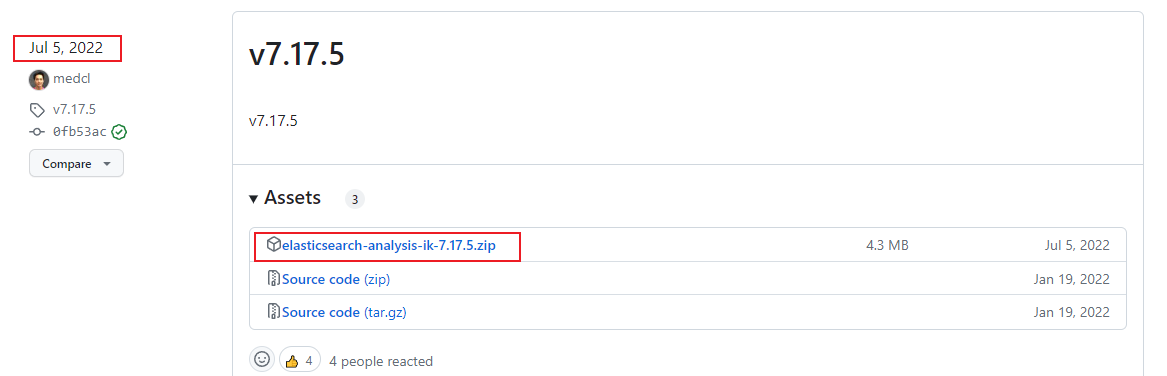 Jul 5, 2022
medcl
v7.17.5
0fb53ac
Compare
v7.17.5
v7.17.5
Assets 3
elasticsearch-analysis-ik-7.17.5.zip 4.3 MB Jul 5, 2022
Source code (zip) Jan 19, 2022
Source code (tar.gz) Jan 19, 2022
4 4 people reacted